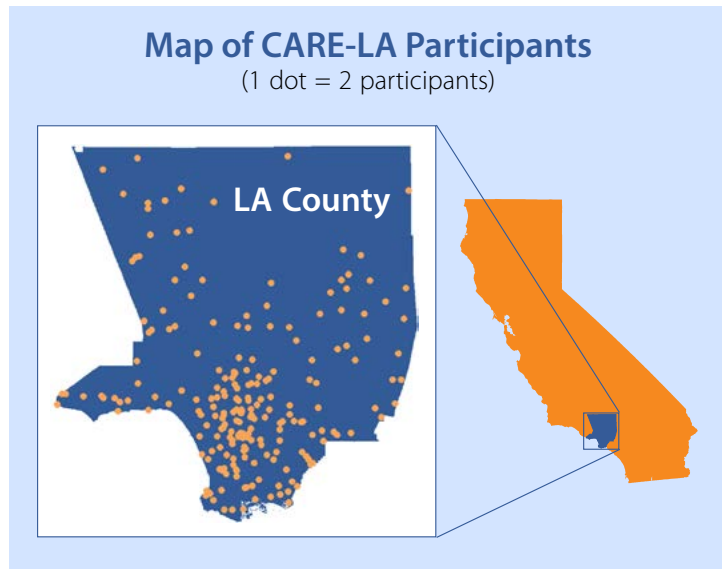 Map of CARE-LA Participants
(1 dot = 2 participants)
LA County